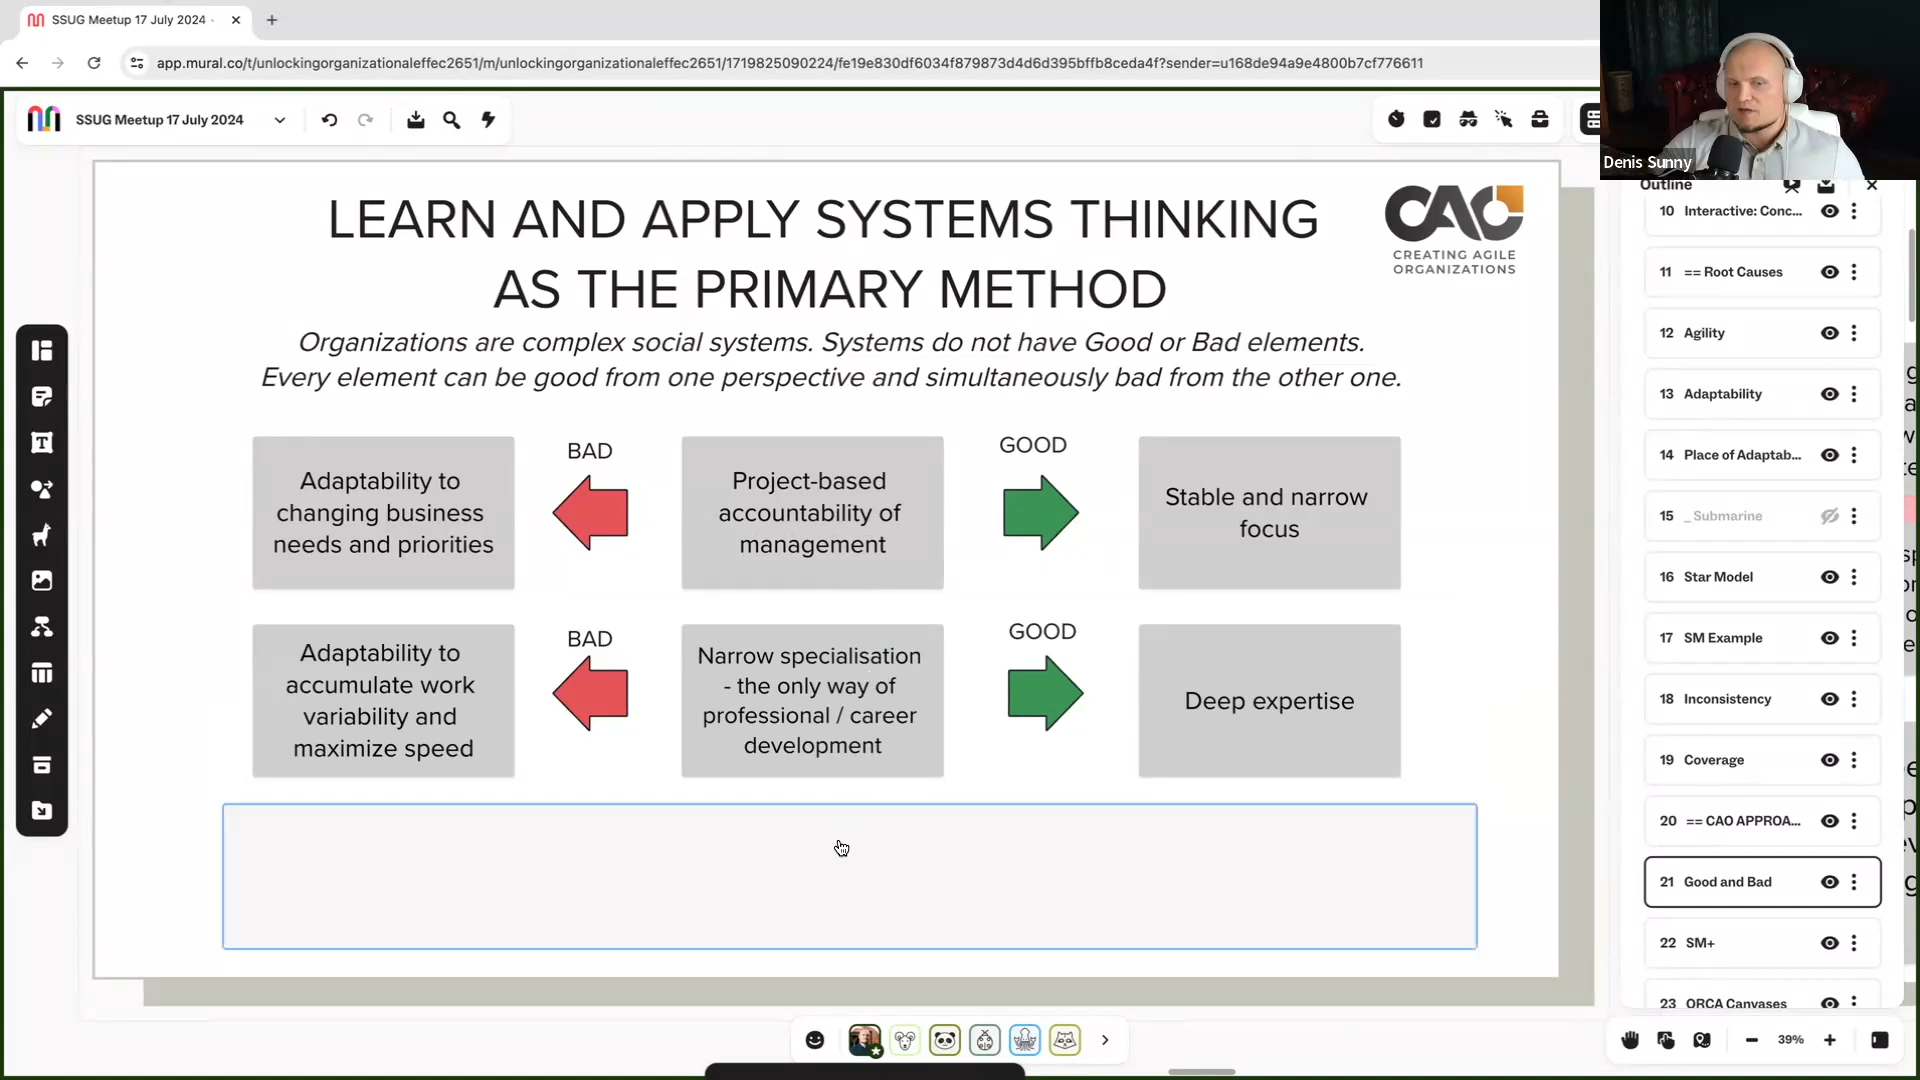 SSUG Meetup 17 July 2024 -
app.mural.co/t/unlockingorganizationaleffec2651/m/unlockingorganizationaleffec2651/1719825090224/fe19e830df6034f879873d4d6d395bffb8ceda4f?sender=u168de94a9e4800b7cf776611
SSUG Meetup 17 July 2024
Denis Sunny
LEARN AND APPLY SYSTEMS THINKING
AS THE PRIMARY METHOD
CAO
CREATING AGILE
ORGANIZATIONS
Organizations are complex social systems. Systems do not have Good or Bad elements.
Every element can be good from one perspective and simultaneously bad from the other one.
Adaptability to
changing business
needs and priorities
BAD
Project-based
accountability of
management
GOOD
Stable and narrow
focus
Adaptability to
accumulate work
variability and
maximize speed
BAD
Narrow specialisation
- the only way of
professional / career
development
GOOD
Deep expertise
Outline
10 Interactive: Conc...
11 == Root Causes
12 Agility
13 Adaptability
14 Place of Adaptab...
15 _Submarine
16 Star Model
17 SM Example
18 Inconsistency
19 Coverage
20 == CAO APPROA...
21 Good and Bad
22 SM+
23 ORCA Canvases
39%